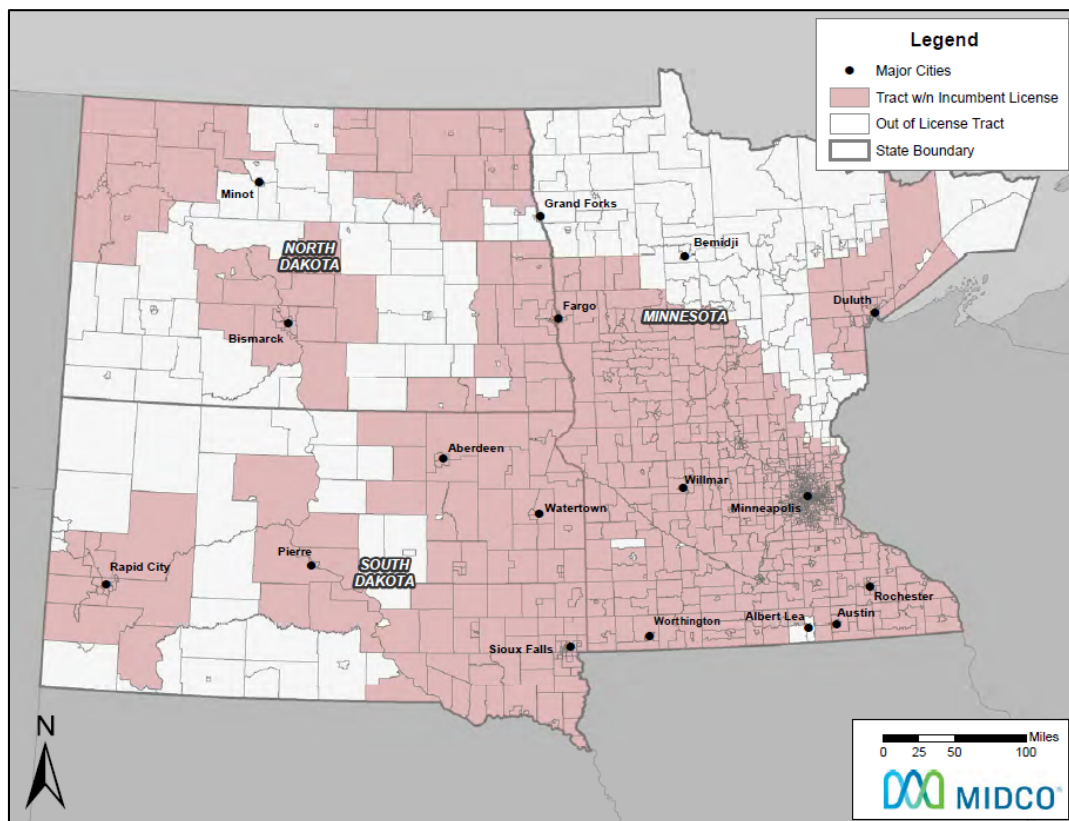 Legend
Major Cities
Tract w/n Incumbent License
Out of License Tract
State Boundary
Minot
Grand Forks
Bemidji
NORTH
DAKOTA
Duluth
Fargo
MINNESOTA
Bismarck
Aberdeen
Willmar
Watertown
Minneapolis
Pierre
SOUTH
DAKOTA
Rapid City
Rochester
Albert Lea
Austin
Worthington
Sioux Falls
N
Miles
0 25 50 100
MIDCO®